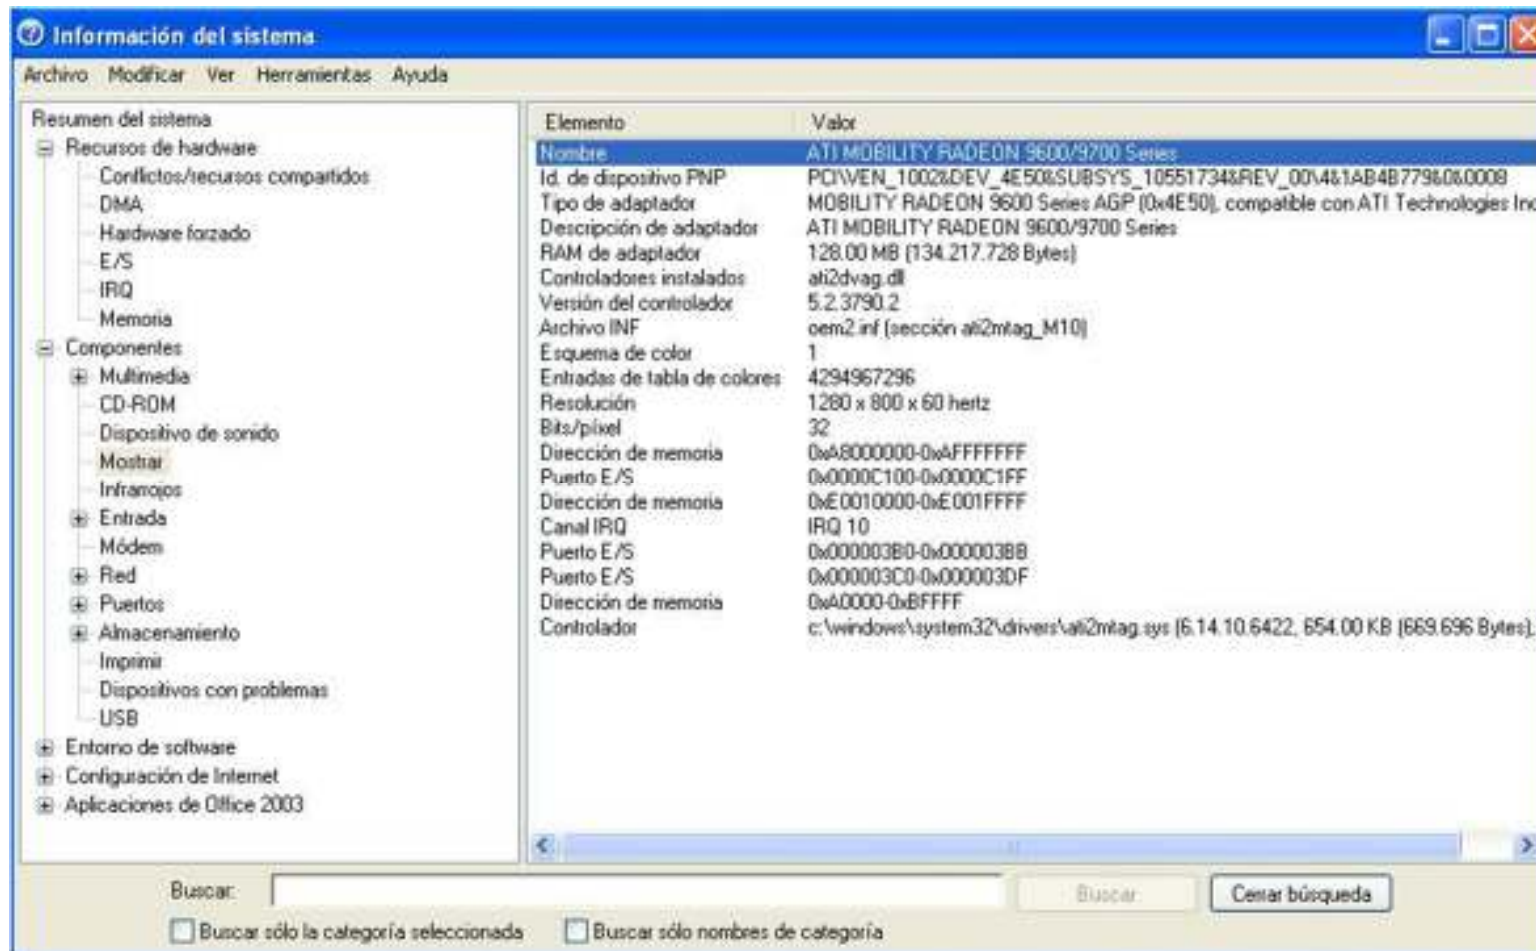 Información del sistema
Archivo Modificar Ver Herramientas Ayuda
Resumen del sistema
Recursos de hardware
Conflictos/recursos compartidos
DMA
Hardware forzado
E/S
IRQ
Memoria
Componentes
Multimedia
CD-ROM
Dispositivo de sonido
Mostrar
Infrarrojos
Entrada
Módem
Red
Puertos
Almacenamiento
Imprimir
Dispositivos con problemas
USB
Entorno de software
Configuración de Internet
Aplicaciones de Office 2003
Elemento Valor
Nombre ATI MOBILITY RADEON 9600/9700 Series
Id. de dispositivo PNP PCI\VEN_1002&DEV_4E50&SUBSYS_10551734&REV_00\4&1AB4B779&0&0008
Tipo de adaptador MOBILITY RADEON 9600 Series AGP (0x4E50), compatible con ATI Technologies Inc
Descripción de adaptador ATI MOBILITY RADEON 9600/9700 Series
RAM de adaptador 128.00 MB (134.217.728 Bytes)
Controladores instalados ati2dvag.dll
Versión del controlador 5.2.3790.2
Archivo INF oem2.inf (sección ati2mtag_M10)
Esquema de color 1
Entradas de tabla de colores 4294967296
Resolución 1280 x 800 x 60 hertz
Bits/píxel 32
Dirección de memoria 0xA8000000-0xAFFFFFFF
Puerto E/S 0x0000C100-0x0000C1FF
Dirección de memoria 0xE0010000-0xE001FFFF
Canal IRQ IRQ 10
Puerto E/S 0x000003B0-0x000003BB
Puerto E/S 0x000003C0-0x000003DF
Dirección de memoria 0xA0000-0xBFFFF
Controlador c:\windows\system32\drivers\ati2mtag.sys (6.14.10.6422, 654.00 KB (669.696 Bytes),
Buscar:
Buscar
Cerrar búsqueda
Buscar sólo la categoría seleccionada
Buscar sólo nombres de categoría